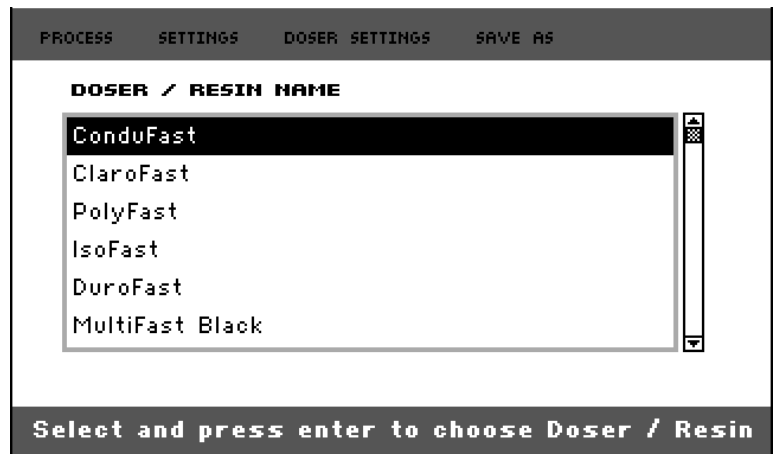 PROCESS SETTINGS DOSER SETTINGS SAVE AS
DOSER / RESIN NAME
ConduFast
ClaroFast
PolyFast
IsoFast
DuroFast
MultiFast Black
Select and press enter to choose Doser / Resin